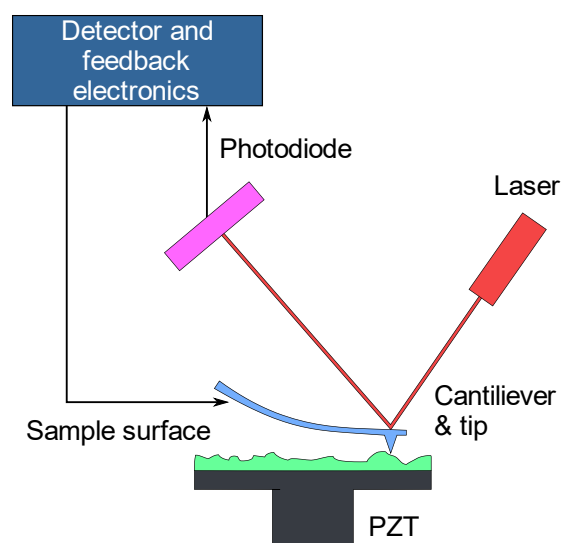 Detector and
feedback
electronics
Photodiode
Laser
Cantiliever
& tip
Sample surface
PZT